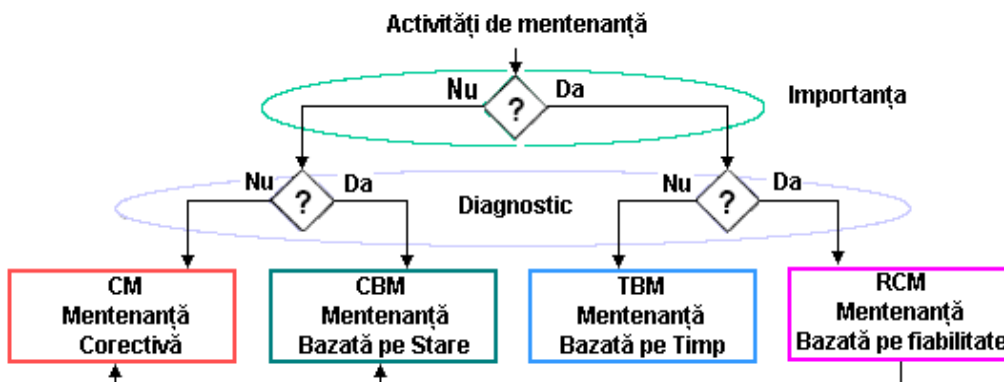 Activități de mentenanță
Nu ? Da
Importanța
Nu ? Da
Diagnostic
Nu ? Da
CM
Mentenanță
Corectivă
CBM
Mentenanță
Bazată pe Stare
TBM
Mentenanță
Bazată pe Timp
RCM
Mentenanță
Bazată pe fiabilitate